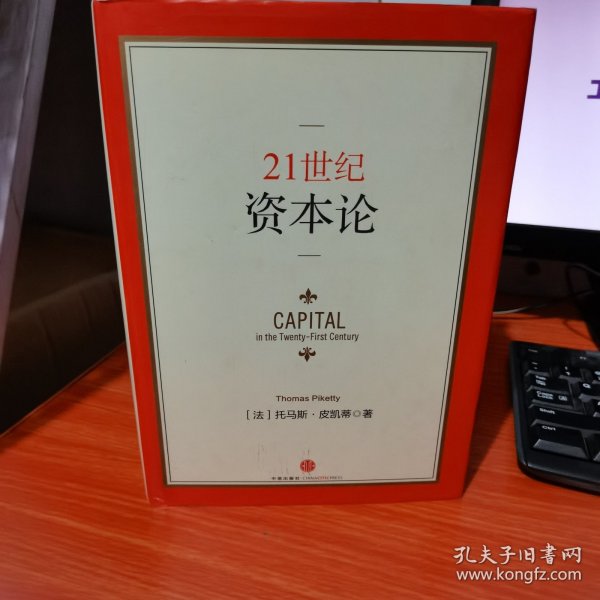 21世纪
资本论
CAPITAL
in the Twenty-First Century
Thomas Piketty
[法]托马斯·皮凯蒂◎著
中信出版社·CHINACITICPRESS
Shift
Ctrl
孔夫子旧书网
www.kongfz.com